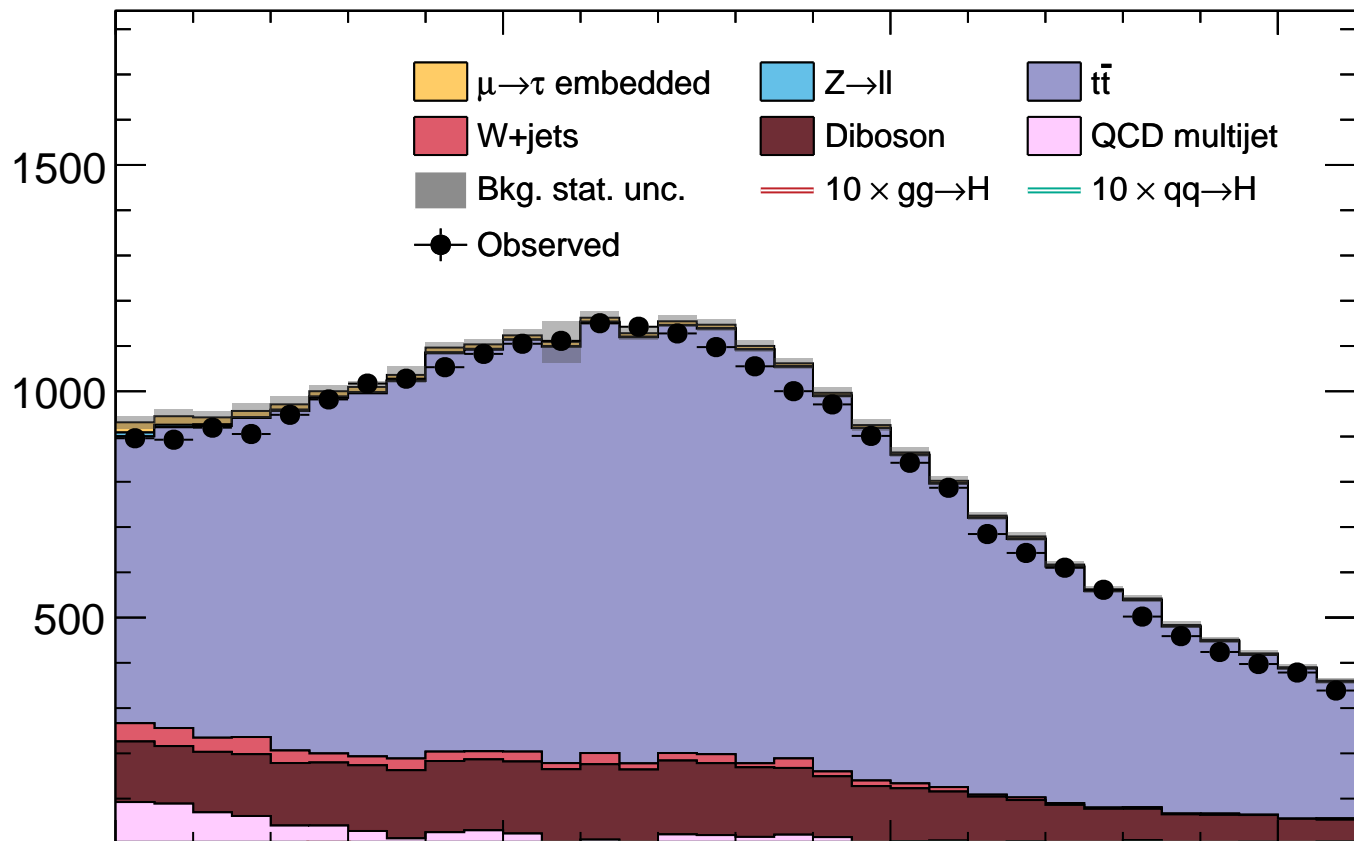 μ→τ embedded Z→ll tt̄
W+jets Diboson QCD multijet
Bkg. stat. unc. 10 × gg→H 10 × qq→H
Observed
1500
1000
500